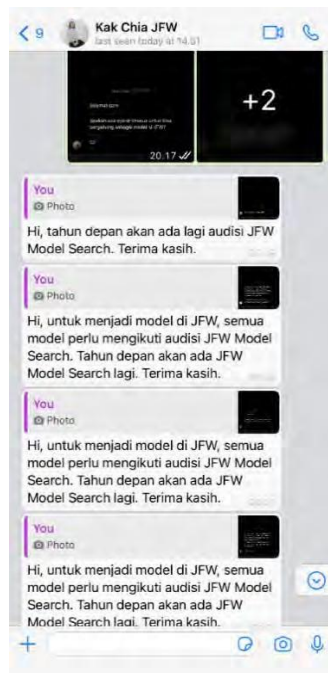 9
Kak Chia JFW
last seen today at 14.51
+2
20.17
You
Photo
Hi, tahun depan akan ada lagi audisi JFW
Model Search. Terima kasih.
You
Photo
Hi, untuk menjadi model di JFW, semua
model perlu mengikuti audisi JFW Model
Search. Tahun depan akan ada JFW
Model Search lagi. Terima kasih.
You
Photo
Hi, untuk menjadi model di JFW, semua
model perlu mengikuti audisi JFW Model
Search. Tahun depan akan ada JFW
Model Search lagi. Terima kasih.
You
Photo
Hi, untuk menjadi model di JFW, semua
model perlu mengikuti audisi JFW Model
Search. Tahun depan akan ada JFW
Model Search lagi. Terima kasih.